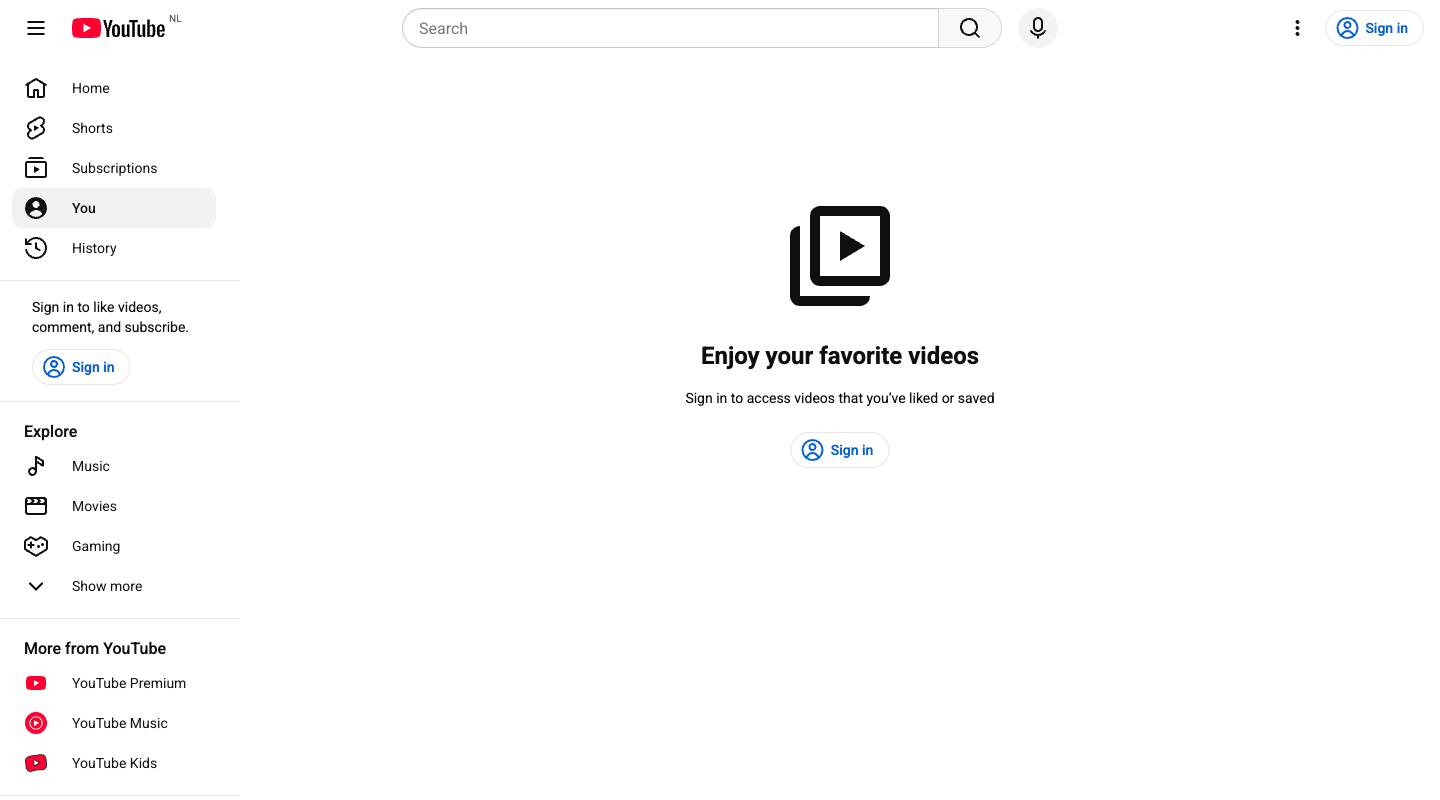 YouTube NL
Search
Sign in
Home
Shorts
Subscriptions
You
History
Sign in to like videos,
comment, and subscribe.
Sign in
Explore
Music
Movies
Gaming
Show more
More from YouTube
YouTube Premium
YouTube Music
YouTube Kids
Enjoy your favorite videos
Sign in to access videos that you’ve liked or saved
Sign in